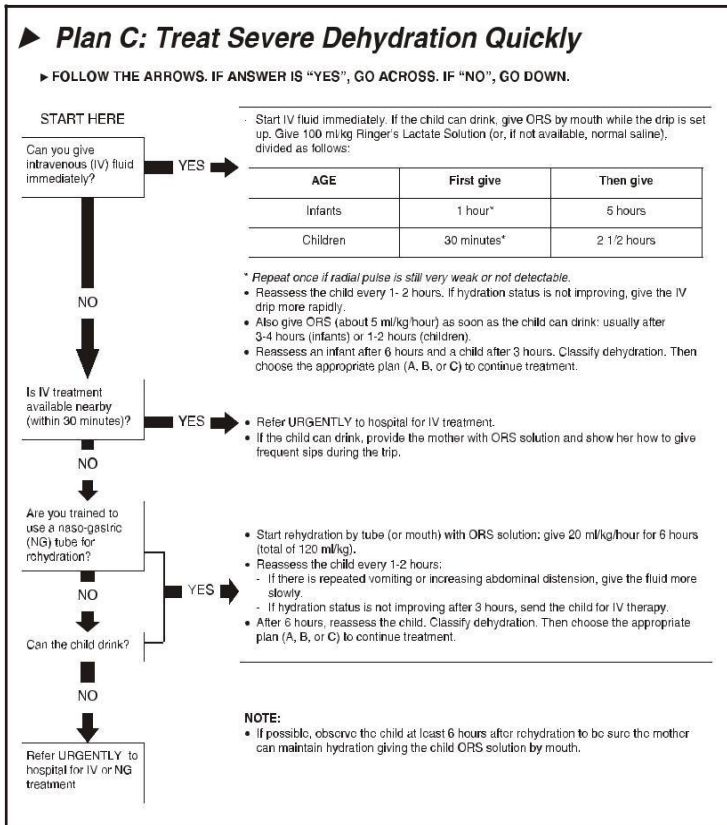 Plan C: Treat Severe Dehydration Quickly
FOLLOW THE ARROWS. IF ANSWER IS “YES”, GO ACROSS. IF “NO”, GO DOWN.
START HERE
Can you give
intravenous (IV) fluid
immediately?
YES
Start IV fluid immediately. If the child can drink, give ORS by mouth while the drip is set
up. Give 100 ml/kg Ringer's Lactate Solution (or, if not available, normal saline),
divided as follows:
AGE First give Then give
Infants 1 hour* 5 hours
Children 30 minutes* 2 1/2 hours
* Repeat once if radial pulse is still very weak or not detectable.
• Reassess the child every 1- 2 hours. If hydration status is not improving, give the IV
drip more rapidly.
• Also give ORS (about 5 ml/kg/hour) as soon as the child can drink: usually after
3-4 hours (infants) or 1-2 hours (children).
• Reassess an infant after 6 hours and a child after 3 hours. Classify dehydration. Then
choose the appropriate plan (A, B, or C) to continue treatment.
NO
Is IV treatment
available nearby
(within 30 minutes)?
YES
• Refer URGENTLY to hospital for IV treatment.
• If the child can drink, provide the mother with ORS solution and show her how to give
frequent sips during the trip.
NO
Are you trained to
use a naso-gastric
(NG) tube for
rehydration?
NO
Can the child drink?
YES
• Start rehydration by tube (or mouth) with ORS solution: give 20 ml/kg/hour for 6 hours
(total of 120 ml/kg).
• Reassess the child every 1-2 hours:
- If there is repeated vomiting or increasing abdominal distension, give the fluid more
slowly.
- If hydration status is not improving after 3 hours, send the child for IV therapy.
• After 6 hours, reassess the child. Classify dehydration. Then choose the appropriate
plan (A, B, or C) to continue treatment.
NO
Refer URGENTLY to
hospital for IV or NG
treatment
NOTE:
• If possible, observe the child at least 6 hours after rehydration to be sure the mother
can maintain hydration giving the child ORS solution by mouth.